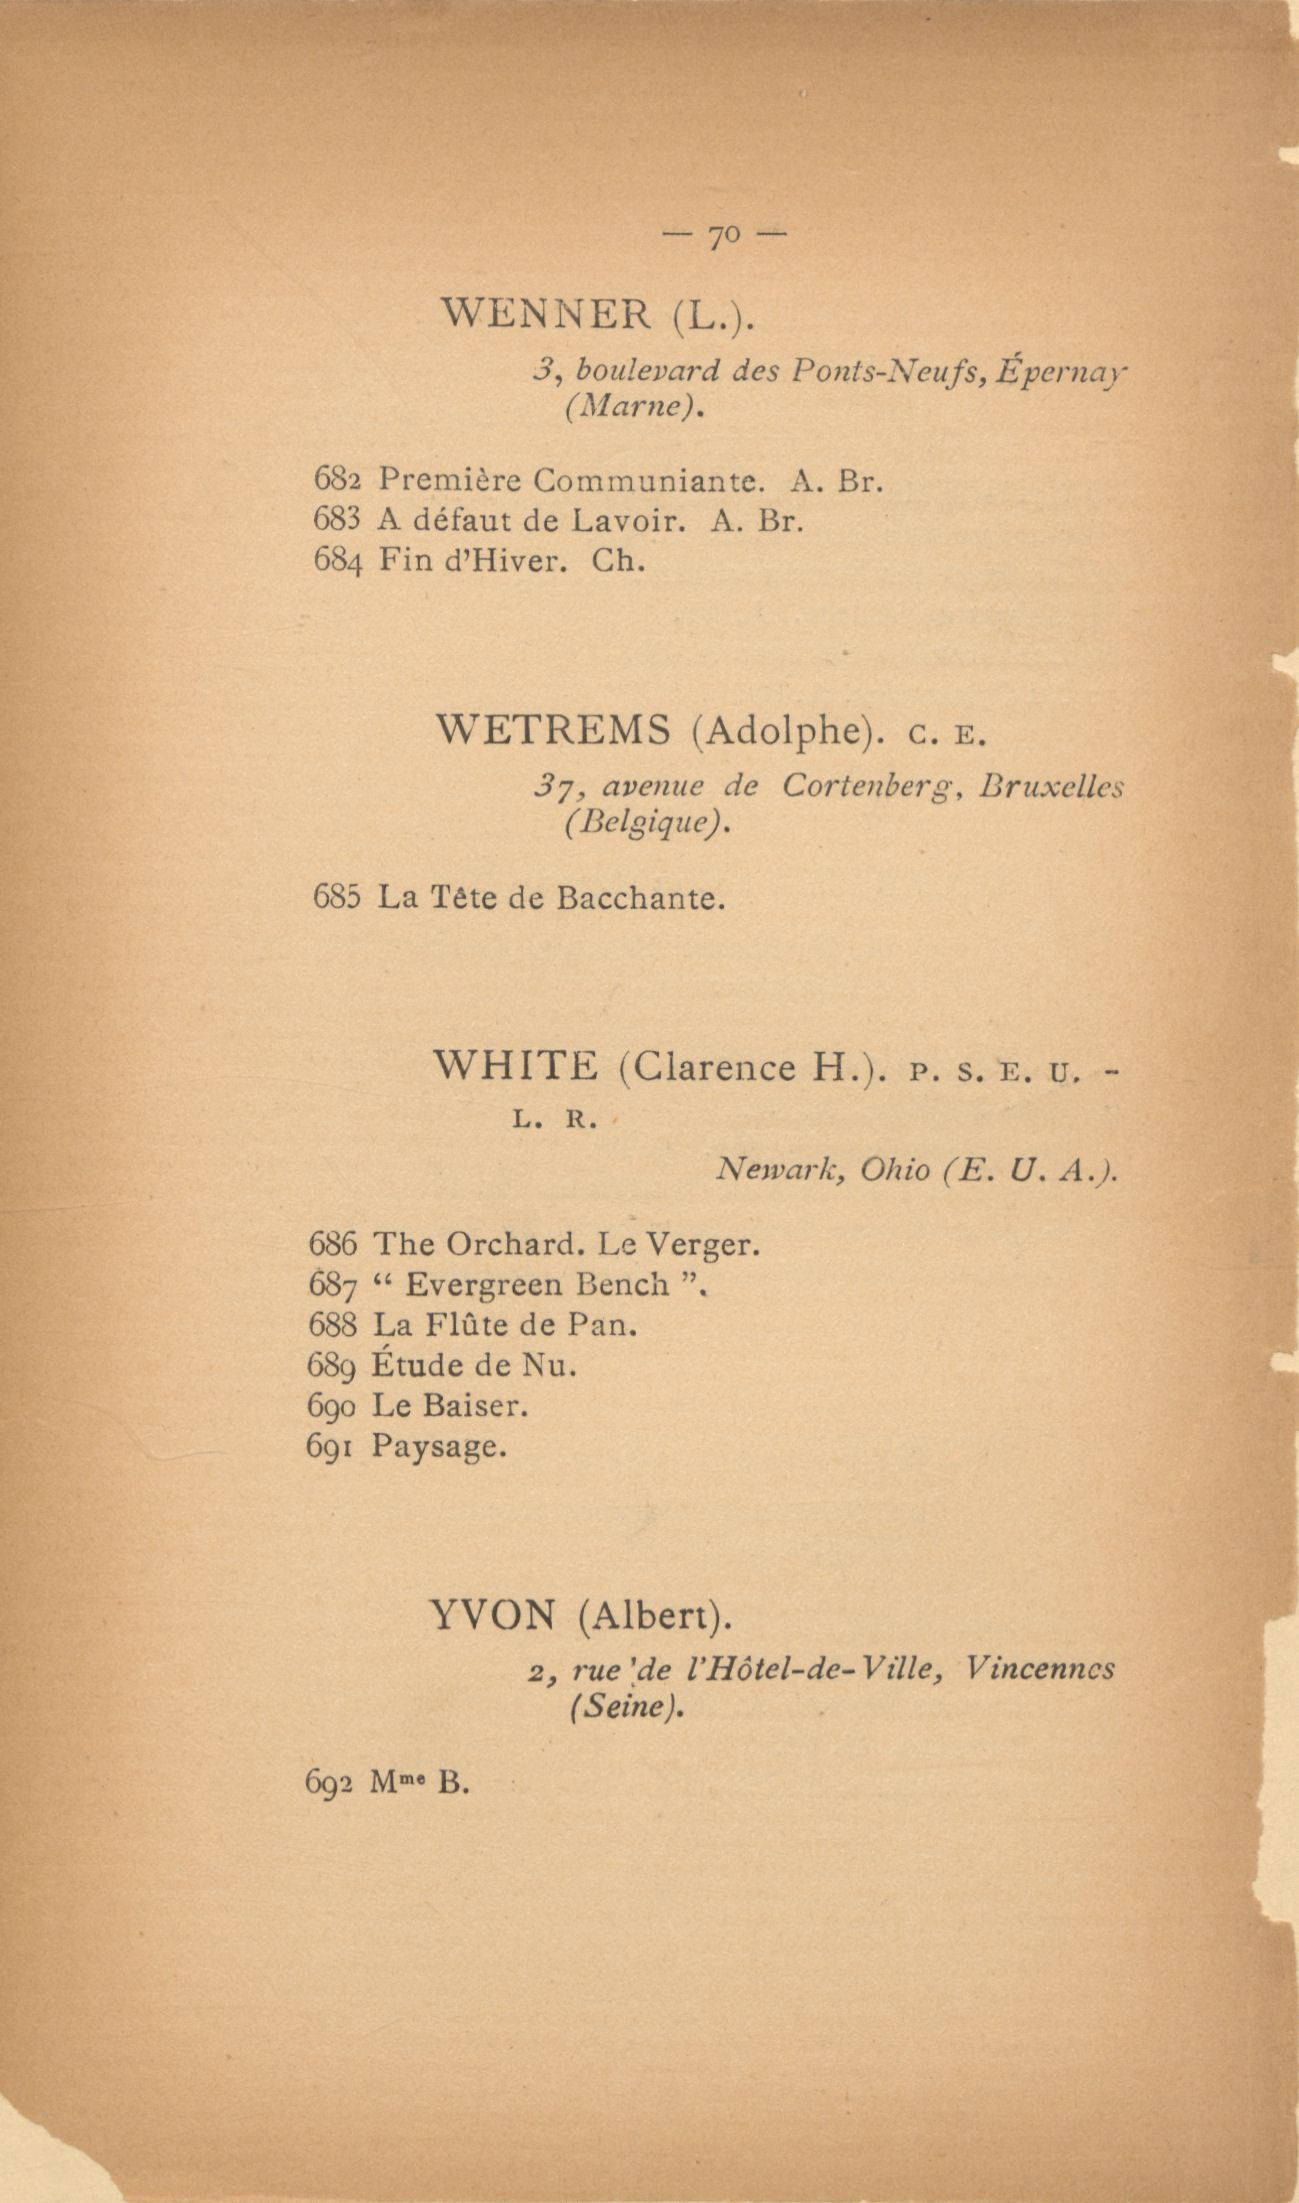 — 70 —
WENNER (L.).
3, boulevard des Ponts-Neufs, Épernay
(Marne).
682 Première Communiante. A. Br.
683 A défaut de Lavoir. A. Br.
684 Fin d'Hiver. Ch.
WETREMS (Adolphe). C. E.
37, avenue de Cortenberg, Bruxelles
(Belgique).
685 La Tête de Bacchante.
WHITE (Clarence H.). P. S. E. U. -
L. R.
Newark, Ohio (E. U. A.).
686 The Orchard. Le Verger.
687 “ Evergreen Bench ”.
688 La Flûte de Pan.
689 Étude de Nu.
690 Le Baiser.
691 Paysage.
YVON (Albert).
2, rue de l'Hôtel-de-Ville, Vincennes
(Seine).
692 Mme B.